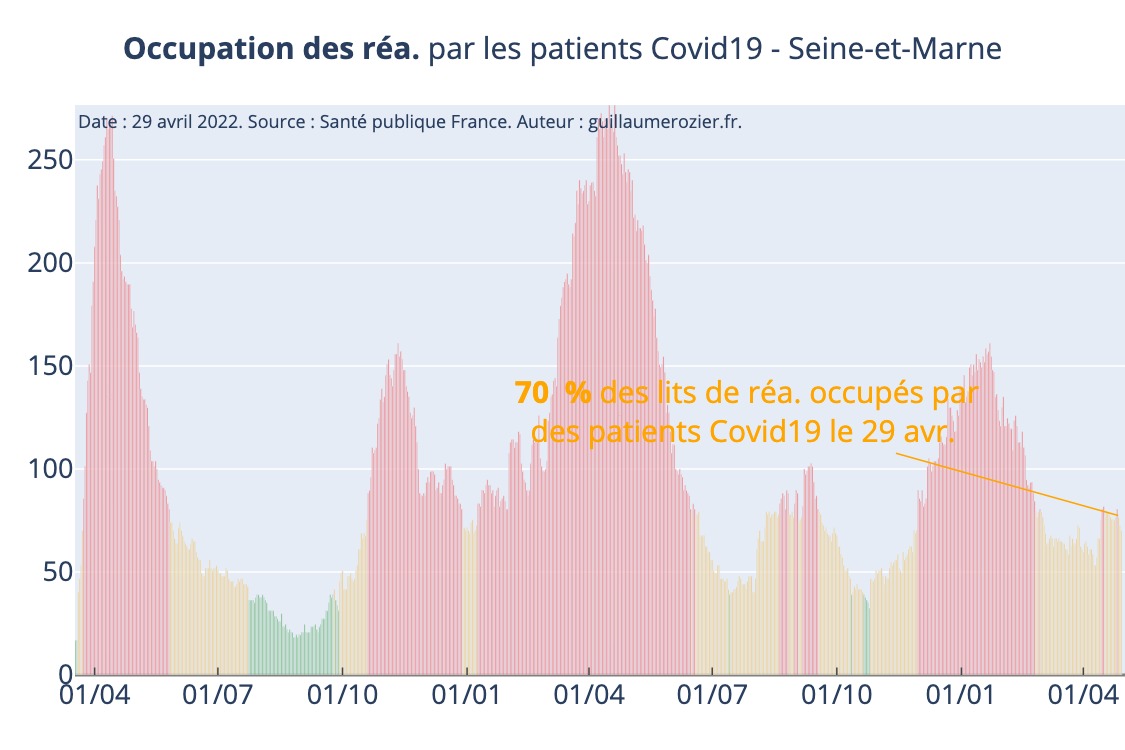 Occupation des réa. par les patients Covid19 - Seine-et-Marne
Date : 29 avril 2022. Source : Santé publique France. Auteur : guillaumerozier.fr.
250
200
150
100
50
0
70 % des lits de réa. occupés par
des patients Covid19 le 29 avr.
01/04 01/07 01/10 01/01 01/04 01/07 01/10 01/01 01/04